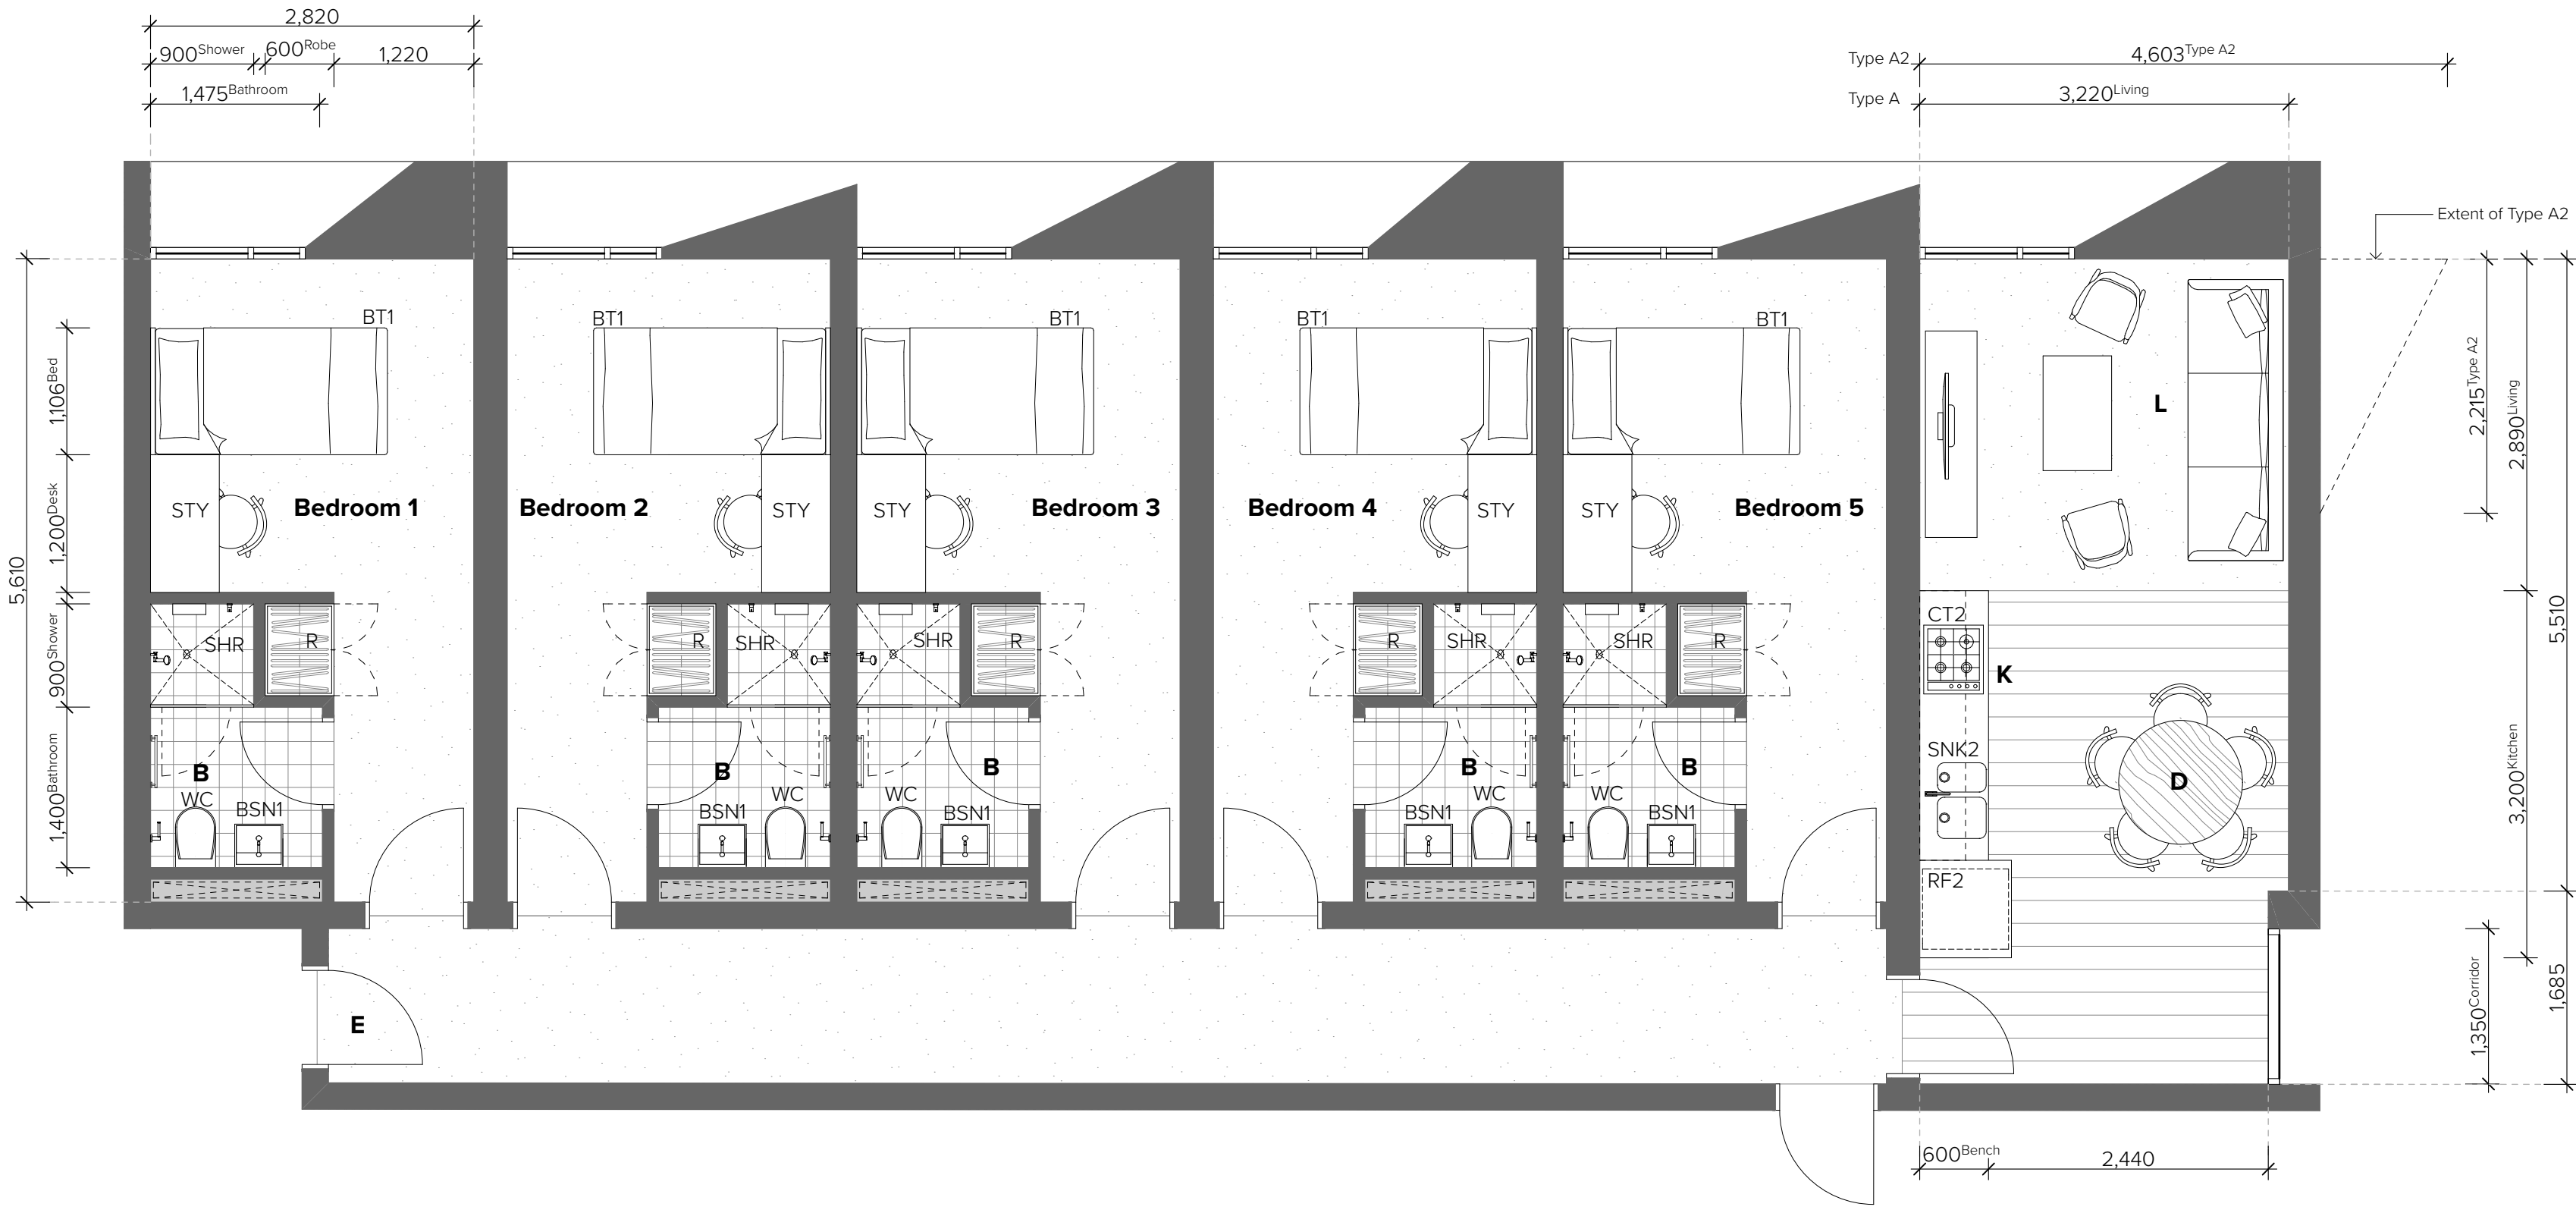 2,820
900Shower
600Robe
1,220
1,475Bathroom
Type A2
4,603Type A2
Type A
3,220Living
Extent of Type A2
5,610
1,106Bed
1,200Desk
900Shower
1,400Bathroom
BT1
BT1
BT1
BT1
BT1
STY
Bedroom 1
Bedroom 2
STY
STY
Bedroom 3
Bedroom 4
STY
STY
Bedroom 5
L
SHR
R
R
SHR
SHR
R
R
SHR
SHR
R
CT2
K
B
B
B
B
B
SNK2
D
WC
BSN1
BSN1
WC
WC
BSN1
BSN1
WC
WC
BSN1
RF2
E
2,215Type A2
2,890Living
5,510
3,200Kitchen
1,350Corridor
1,685
600Bench
2,440